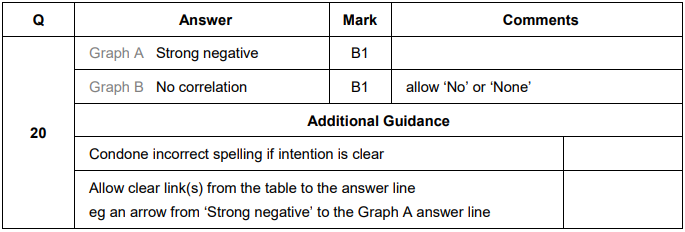 Q Answer Mark Comments
Graph A Strong negative B1
Graph B No correlation B1 allow ‘No’ or ‘None’
20
Additional Guidance
Condone incorrect spelling if intention is clear
Allow clear link(s) from the table to the answer line
eg an arrow from ‘Strong negative’ to the Graph A answer line